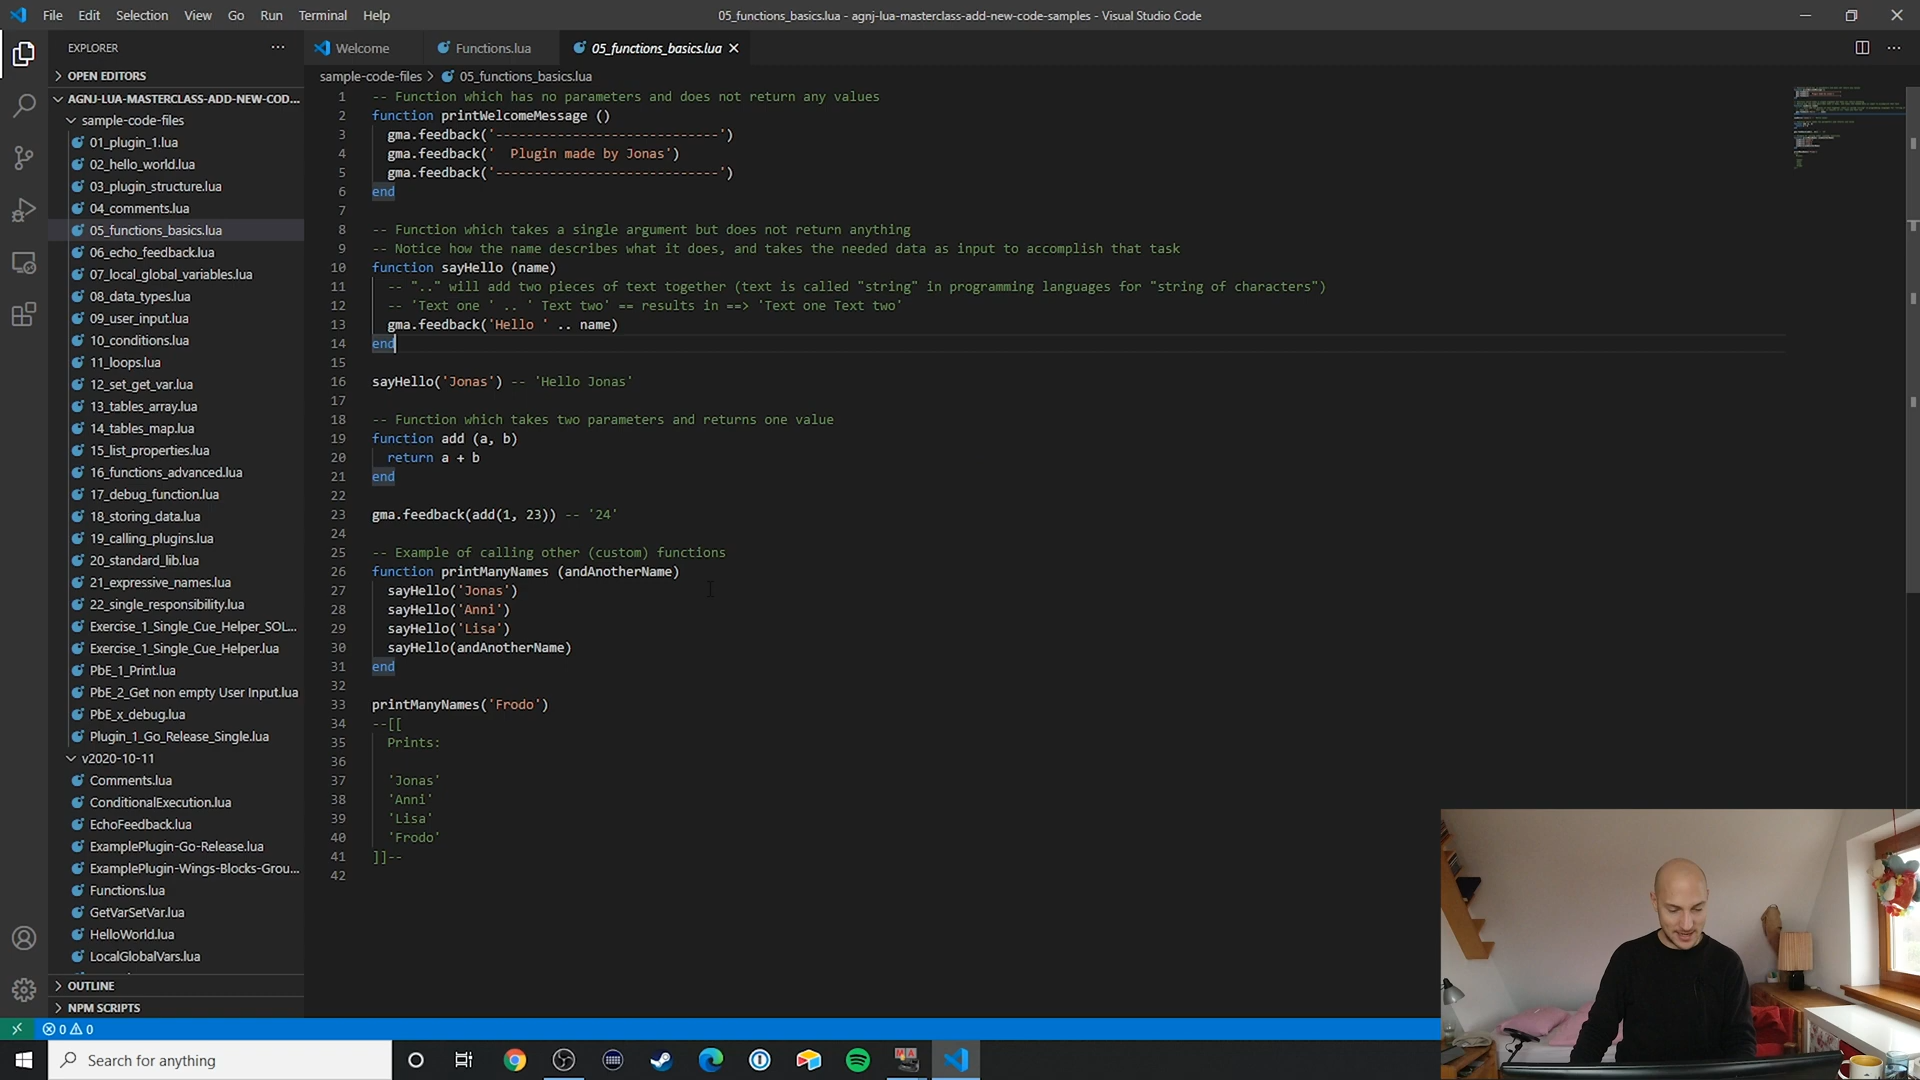 File Edit Selection View Go Run Terminal Help
05_functions_basics.lua - agnj-lua-masterclass-add-new-code-samples - Visual Studio Code
EXPLORER
OPEN EDITORS
AGNJ-LUA-MASTERCLASS-ADD-NEW-COD...
sample-code-files
01_plugin_1.lua
02_hello_world.lua
03_plugin_structure.lua
04_comments.lua
05_functions_basics.lua
06_echo_feedback.lua
07_local_global_variables.lua
08_data_types.lua
09_user_input.lua
10_conditions.lua
11_loops.lua
12_set_get_var.lua
13_tables_array.lua
14_tables_map.lua
15_list_properties.lua
16_functions_advanced.lua
17_debug_function.lua
18_storing_data.lua
19_calling_plugins.lua
20_standard_lib.lua
21_expressive_names.lua
22_single_responsibility.lua
Exercise_1_Single_Cue_Helper_SOL...
Exercise_1_Single_Cue_Helper.lua
PbE_1_Print.lua
PbE_2_Get non empty User Input.lua
PbE_x_debug.lua
Plugin_1_Go_Release_Single.lua
v2020-10-11
Comments.lua
ConditionalExecution.lua
EchoFeedback.lua
ExamplePlugin-Go-Release.lua
ExamplePlugin-Wings-Blocks-Grou...
Functions.lua
GetVarSetVar.lua
HelloWorld.lua
LocalGlobalVars.lua
OUTLINE
NPM SCRIPTS
Welcome
Functions.lua
05_functions_basics.lua
sample-code-files > 05_functions_basics.lua
1 -- Function which has no parameters and does not return any values
2 function printWelcomeMessage ()
3 gma.feedback('-----------------------------')
4 gma.feedback('  Plugin made by Jonas')
5 gma.feedback('-----------------------------')
6 end
7
8 -- Function which takes a single argument but does not return anything
9 -- Notice how the name describes what it does, and takes the needed data as input to accomplish that task
10 function sayHello (name)
11 -- ".." will add two pieces of text together (text is called "string" in programming languages for "string of characters")
12 -- 'Text one ' .. ' Text two' == results in ==> 'Text one Text two'
13 gma.feedback('Hello ' .. name)
14 end
15
16 sayHello('Jonas') -- 'Hello Jonas'
17
18 -- Function which takes two parameters and returns one value
19 function add (a, b)
20 return a + b
21 end
22
23 gma.feedback(add(1, 23)) -- '24'
24
25 -- Example of calling other (custom) functions
26 function printManyNames (andAnotherName)
27 sayHello('Jonas')
28 sayHello('Anni')
29 sayHello('Lisa')
30 sayHello(andAnotherName)
31 end
32
33 printManyNames('Frodo')
34 --[[
35 Prints:
36
37 'Jonas'
38 'Anni'
39 'Lisa'
40 'Frodo'
41 ]]--
42
0 0
Search for anything